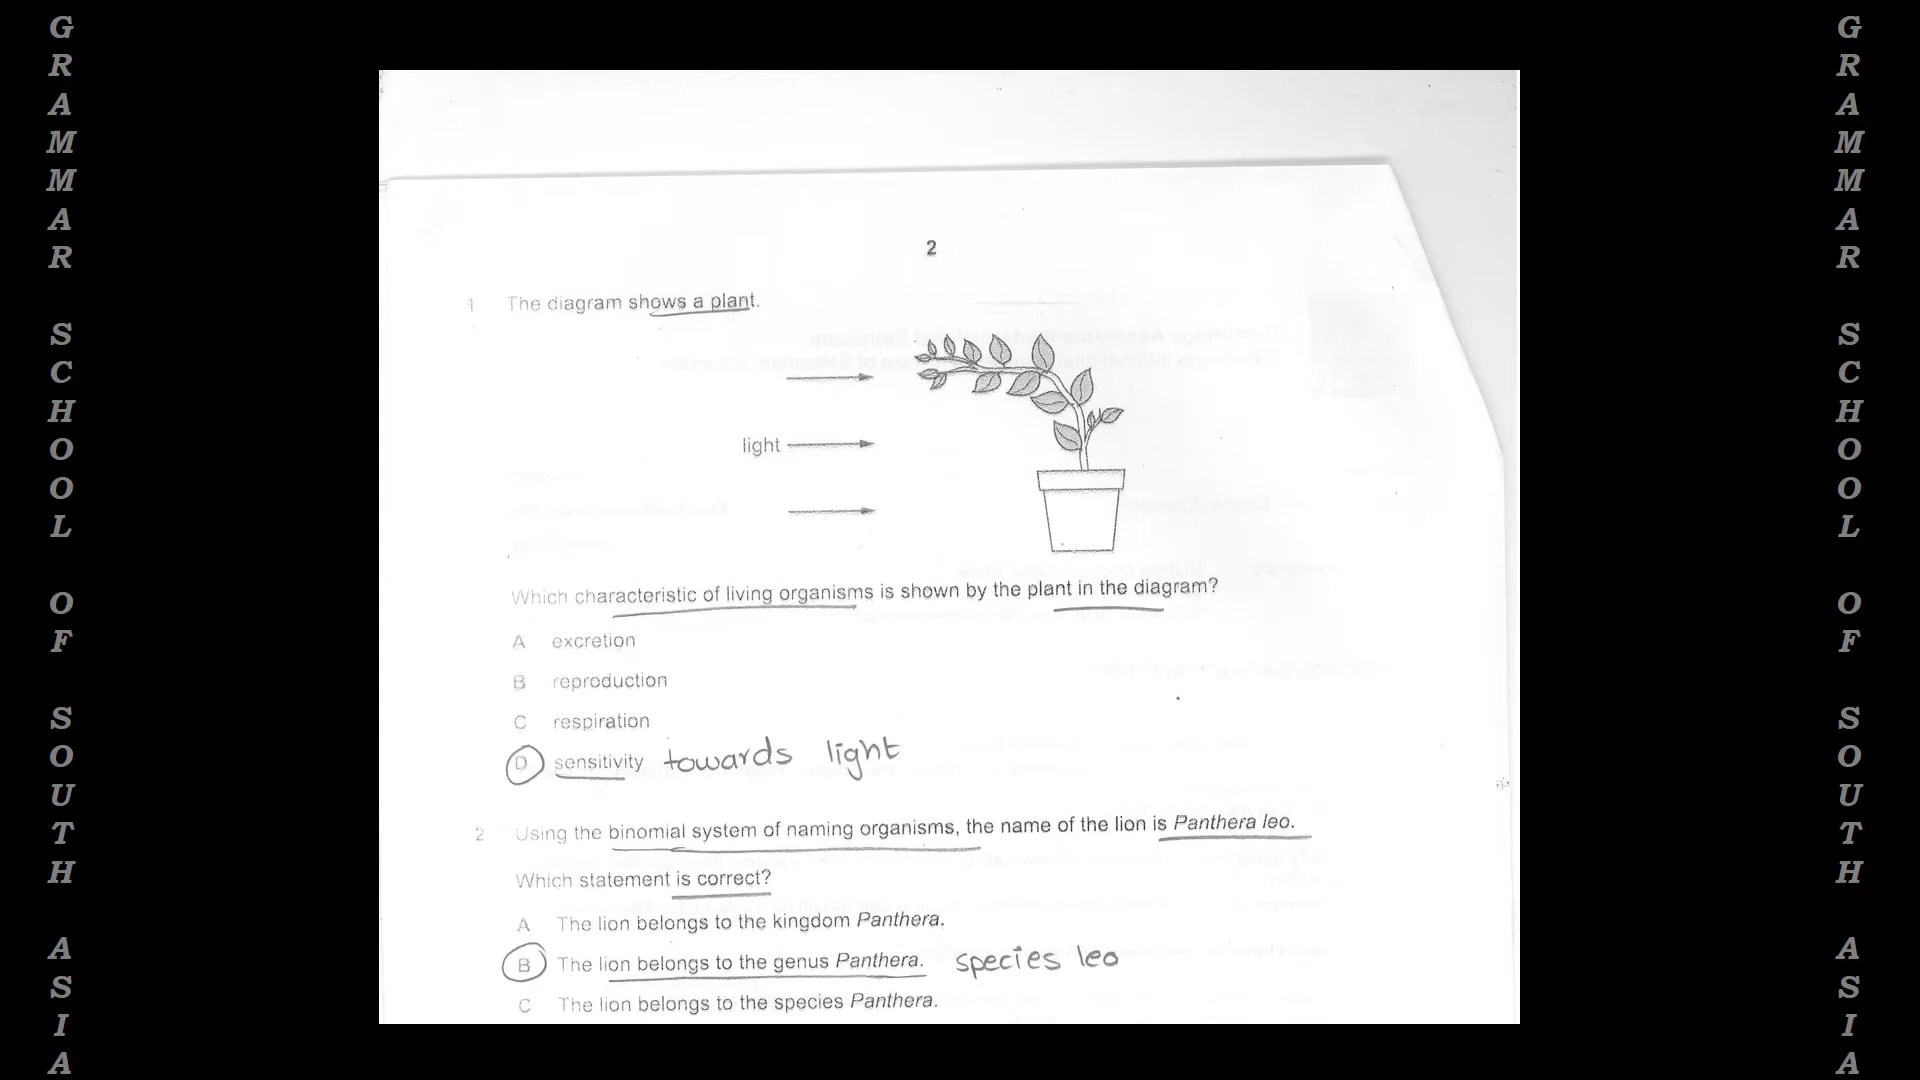 GRAMMAR SCHOOL OF SOUTH ASIA
2
1 The diagram shows a plant.
light
Which characteristic of living organisms is shown by the plant in the diagram?
A excretion
B reproduction
C respiration
D sensitivity towards light
2 Using the binomial system of naming organisms, the name of the lion is Panthera leo.
Which statement is correct?
A The lion belongs to the kingdom Panthera.
B The lion belongs to the genus Panthera. species leo
C The lion belongs to the species Panthera.
GRAMMAR SCHOOL OF SOUTH ASIA